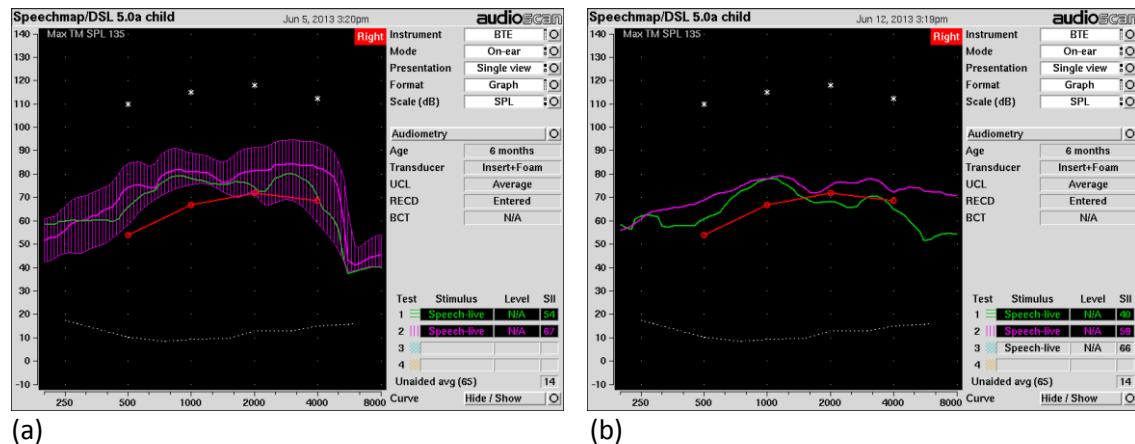 Speechmap/DSL 5.0a child Jun 5, 2013 3:20pm audioscan
Max TM SPL 135 Right
140
130
120
110
100
90
80
70
60
50
40
30
20
10
0
-10
250 500 1000 2000 4000 8000
Instrument BTE
Mode On-ear
Presentation Single view
Format Graph
Scale (dB) SPL
Audiometry
Age 6 months
Transducer Insert+Foam
UCL Average
RECD Entered
BCT N/A
Test Stimulus Level SII
1 Speech-live N/A 54
2 Speech-live N/A 67
3
4
Unaided avg (65) 14
Curve Hide / Show
(a)
Speechmap/DSL 5.0a child Jun 12, 2013 3:19pm audioscan
Max TM SPL 135 Right
140
130
120
110
100
90
80
70
60
50
40
30
20
10
0
-10
250 500 1000 2000 4000 8000
Instrument BTE
Mode On-ear
Presentation Single view
Format Graph
Scale (dB) SPL
Audiometry
Age 6 months
Transducer Insert+Foam
UCL Average
RECD Entered
BCT N/A
Test Stimulus Level SII
1 Speech-live N/A 40
2 Speech-live N/A 59
3 Speech-live N/A 66
4
Unaided avg (65) 14
Curve Hide / Show
(b)